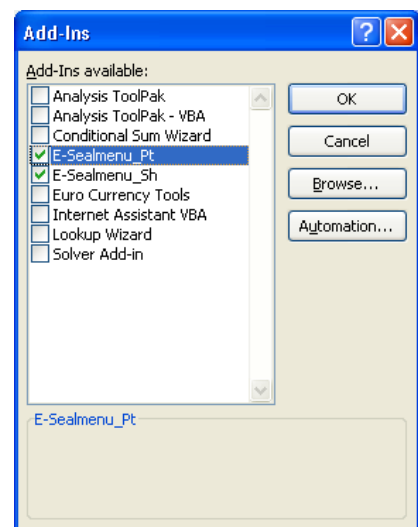 Add-Ins
?
X
Add-Ins available:
Analysis ToolPak
Analysis ToolPak - VBA
Conditional Sum Wizard
E-Sealmenu_Pt
E-Sealmenu_Sh
Euro Currency Tools
Internet Assistant VBA
Lookup Wizard
Solver Add-in
OK
Cancel
Browse...
Automation...
E-Sealmenu_Pt